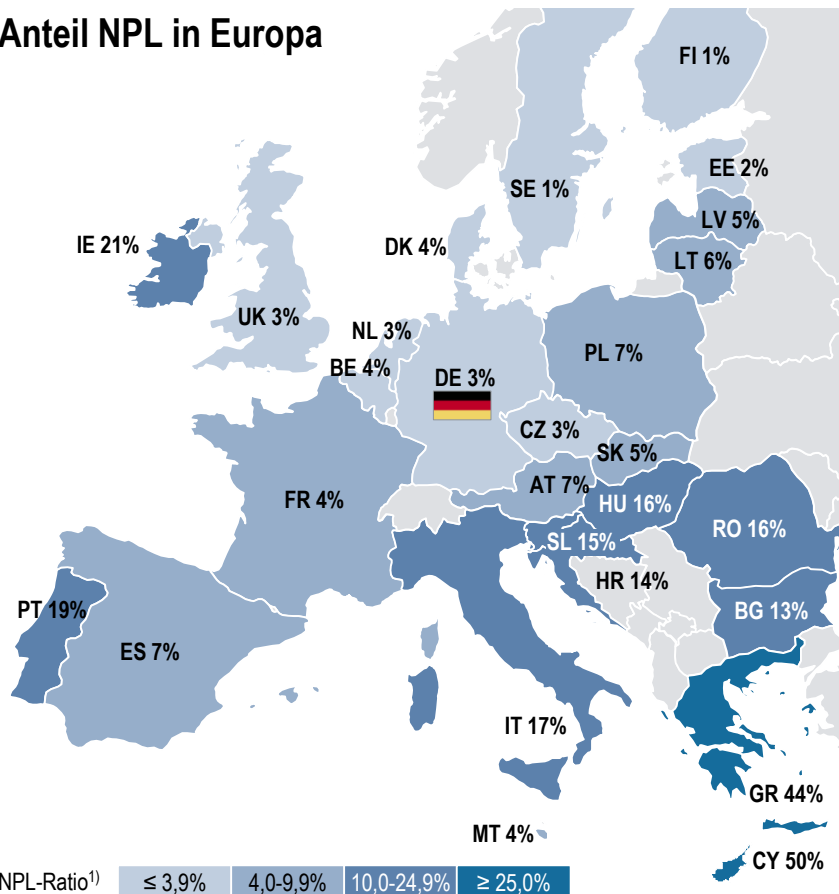 Anteil NPL in Europa
FI 1%
EE 2%
SE 1%
LV 5%
IE 21%
DK 4%
LT 6%
UK 3%
NL 3%
PL 7%
BE 4%
DE 3%
CZ 3%
SK 5%
AT 7%
FR 4%
HU 16%
RO 16%
SL 15%
HR 14%
PT 19%
BG 13%
ES 7%
IT 17%
GR 44%
MT 4%
CY 50%
NPL-Ratio1) ≤ 3,9% 4,0-9,9% 10,0-24,9% ≥ 25,0%